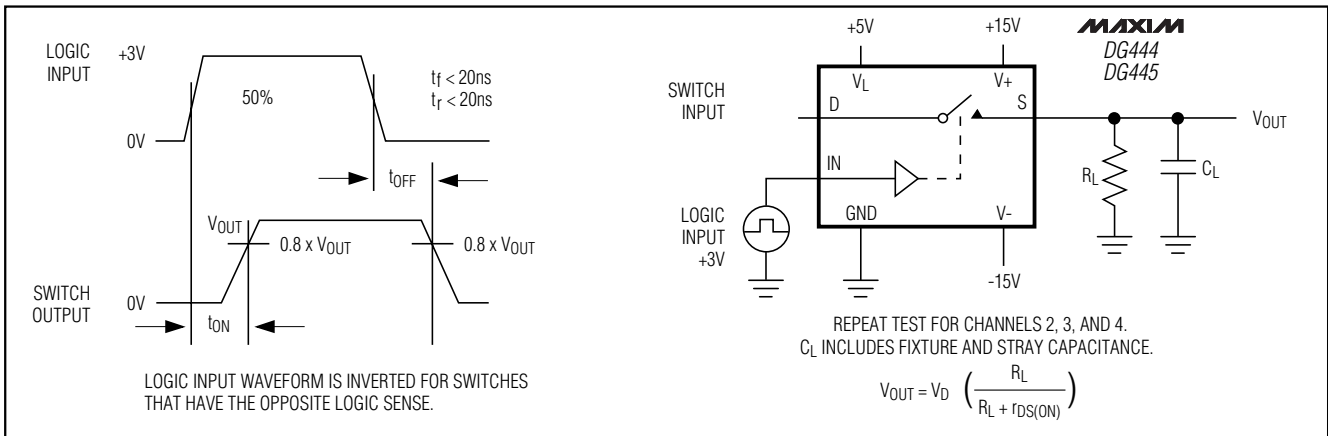 LOGIC
INPUT
+3V
0V
50%
tf < 20ns
tr < 20ns
tOFF
VOUT
0.8 x VOUT
0.8 x VOUT
SWITCH
OUTPUT
0V
tON
LOGIC INPUT WAVEFORM IS INVERTED FOR SWITCHES
THAT HAVE THE OPPOSITE LOGIC SENSE.
+5V
+15V
MAXIM
DG444
DG445
SWITCH
INPUT
VL
V+
D
S
VOUT
IN
RL
CL
LOGIC
INPUT
+3V
GND
V-
-15V
REPEAT TEST FOR CHANNELS 2, 3, AND 4.
CL INCLUDES FIXTURE AND STRAY CAPACITANCE.
VOUT = VD ( RL / RL + rDS(ON) )